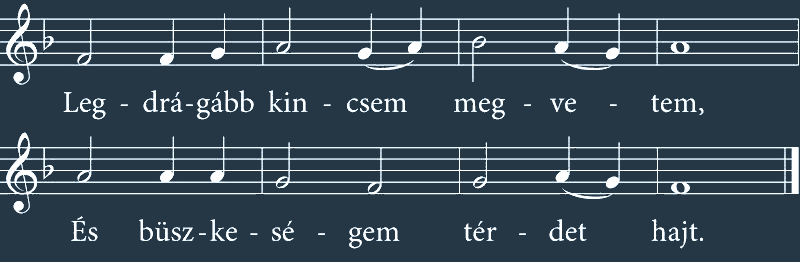 Leg - drá-gább kin - csem meg - ve - tem,
És büsz-ke - sé - gem tér - det hajt.